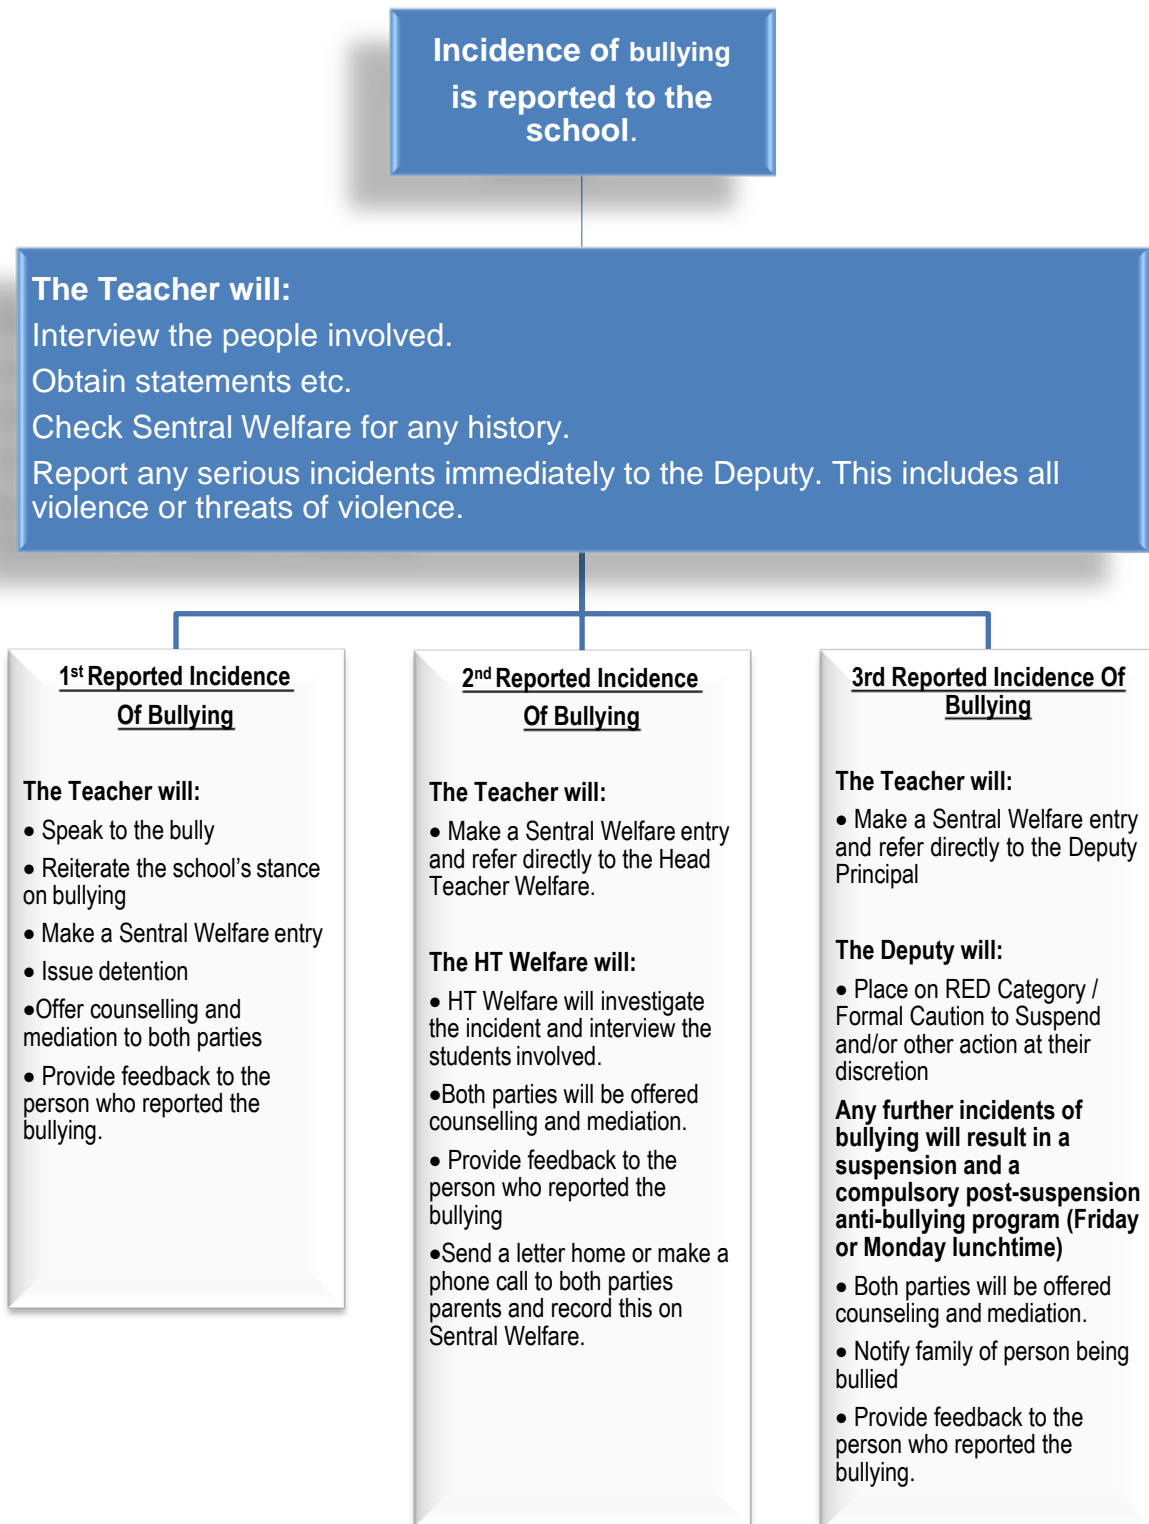 Incidence of bullying
is reported to the
school.
The Teacher will:
Interview the people involved.
Obtain statements etc.
Check Sentral Welfare for any history.
Report any serious incidents immediately to the Deputy. This includes all
violence or threats of violence.
1st Reported Incidence
Of Bullying
The Teacher will:
• Speak to the bully
• Reiterate the school’s stance
on bullying
• Make a Sentral Welfare entry
• Issue detention
•Offer counselling and
mediation to both parties
• Provide feedback to the
person who reported the
bullying.
2nd Reported Incidence
Of Bullying
The Teacher will:
• Make a Sentral Welfare entry
and refer directly to the Head
Teacher Welfare.
The HT Welfare will:
• HT Welfare will investigate
the incident and interview the
students involved.
•Both parties will be offered
counselling and mediation.
• Provide feedback to the
person who reported the
bullying
•Send a letter home or make a
phone call to both parties
parents and record this on
Sentral Welfare.
3rd Reported Incidence Of
Bullying
The Teacher will:
• Make a Sentral Welfare entry
and refer directly to the Deputy
Principal
The Deputy will:
• Place on RED Category /
Formal Caution to Suspend
and/or other action at their
discretion
Any further incidents of
bullying will result in a
suspension and a
compulsory post-suspension
anti-bullying program (Friday
or Monday lunchtime)
• Both parties will be offered
counseling and mediation.
• Notify family of person being
bullied
• Provide feedback to the
person who reported the
bullying.